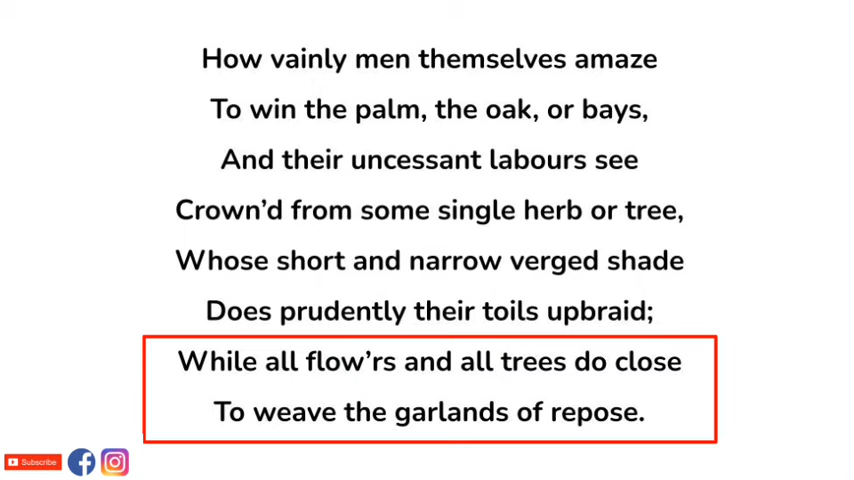 How vainly men themselves amaze
To win the palm, the oak, or bays,
And their uncessant labours see
Crown’d from some single herb or tree,
Whose short and narrow verged shade
Does prudently their toils upbraid;
While all flow’rs and all trees do close
To weave the garlands of repose.
Subscribe